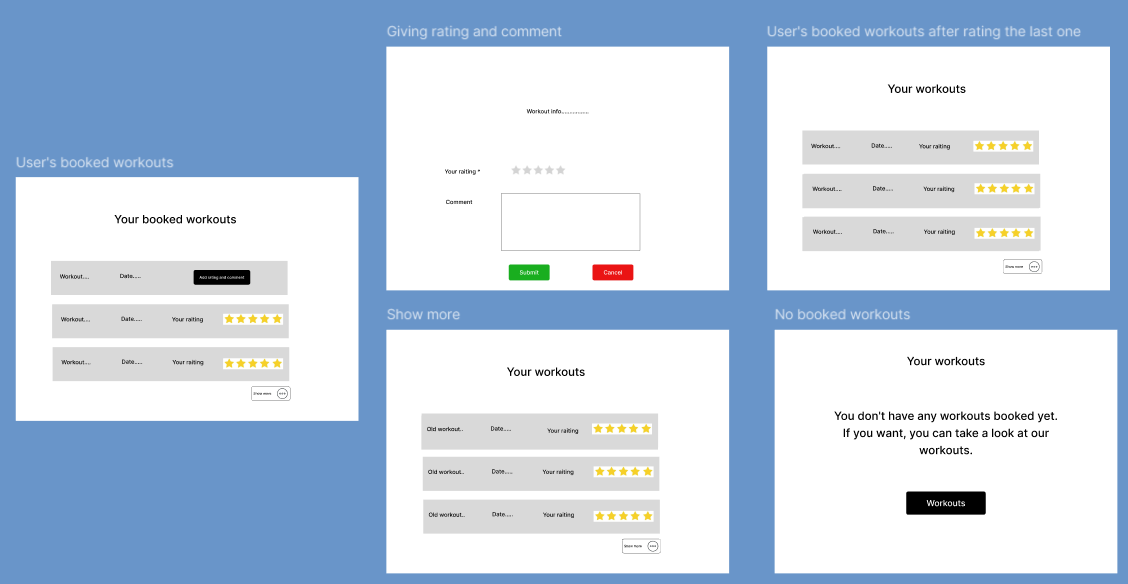 User's booked workouts
Your booked workouts
Workout.... Date..... Add rating and comment
Workout.... Date..... Your raiting
Workout.... Date..... Your raiting
Show more
Giving rating and comment
Workout info................
Your raiting *
Comment
Submit Cancel
User's booked workouts after rating the last one
Your workouts
Workout.... Date..... Your raiting
Workout.... Date..... Your raiting
Workout.... Date..... Your raiting
Show more
Show more
Your workouts
Old workout.. Date..... Your raiting
Old workout.. Date..... Your raiting
Old workout.. Date..... Your raiting
Show more
No booked workouts
Your workouts
You don't have any workouts booked yet.
If you want, you can take a look at our
workouts.
Workouts